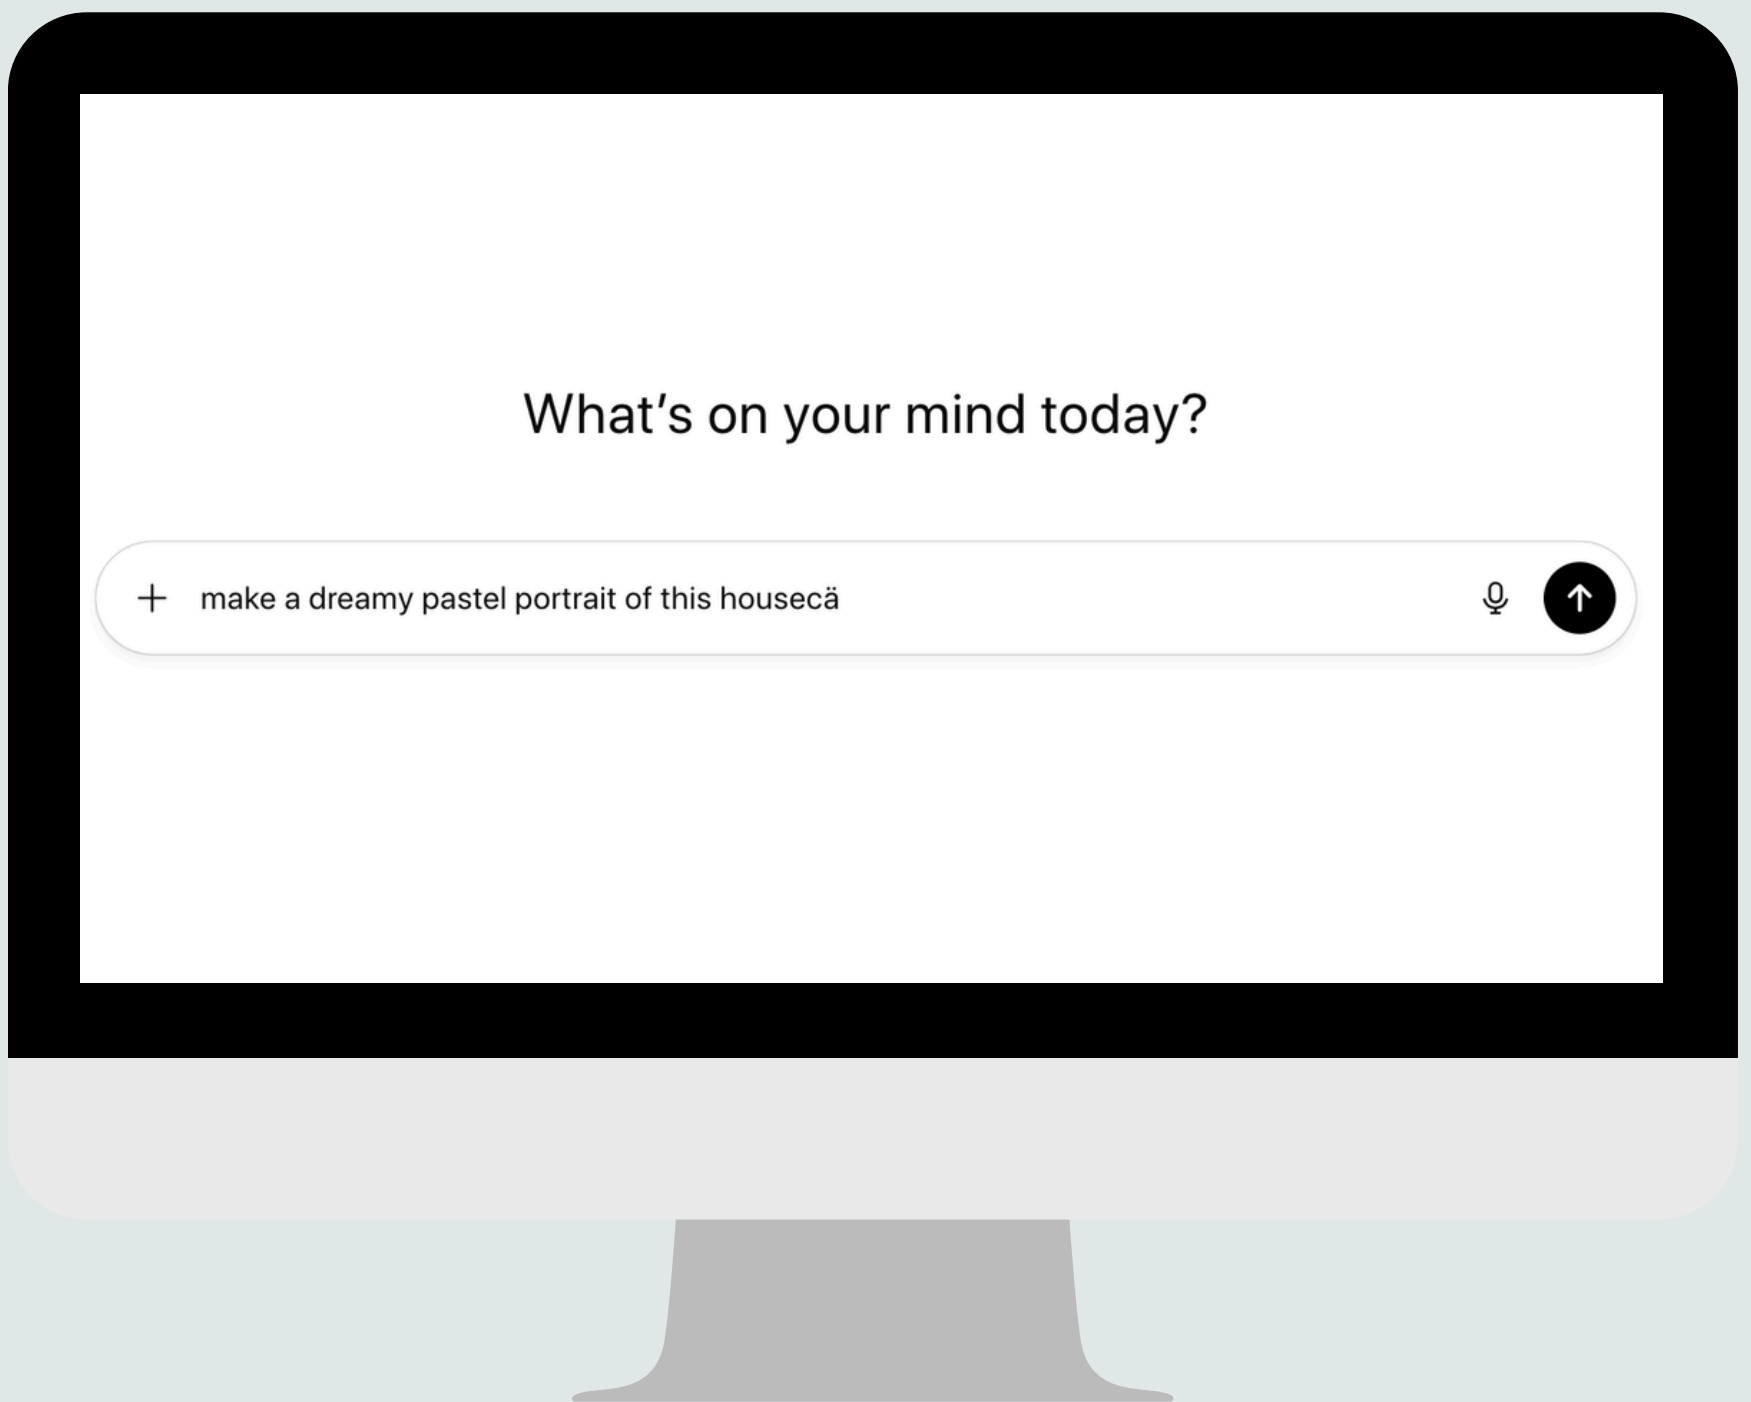 What’s on your mind today?
make a dreamy pastel portrait of this housecä